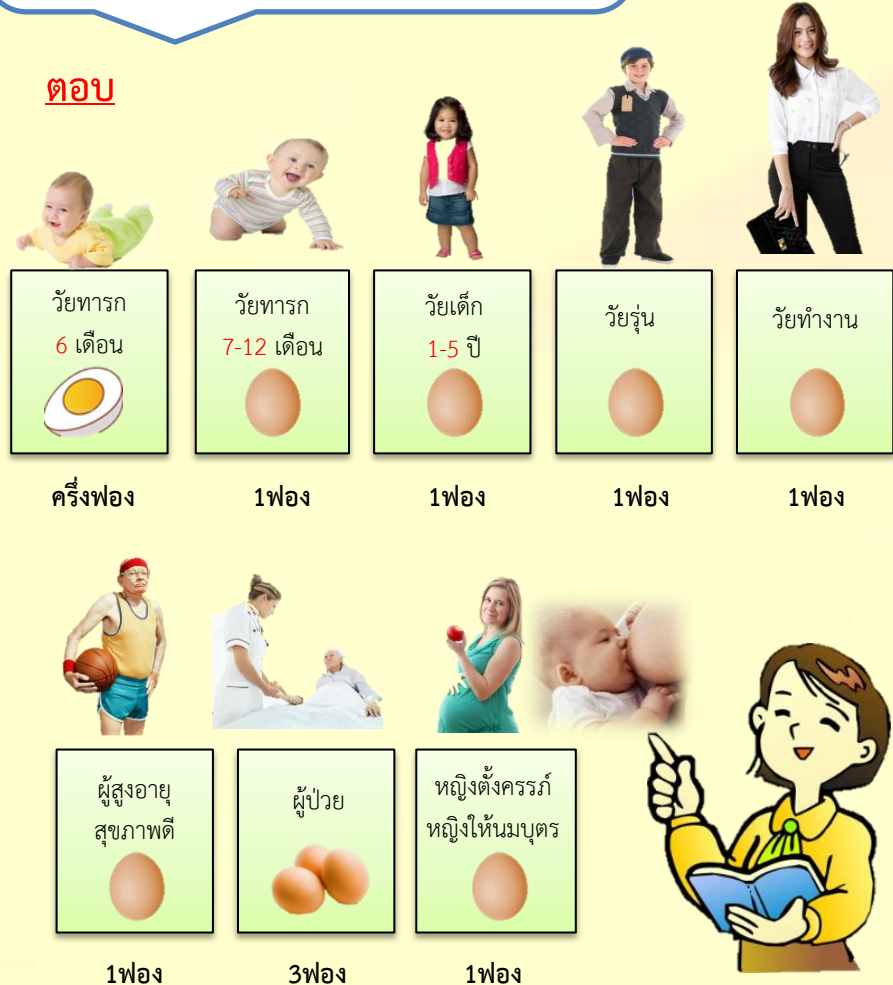 ตอบ
วัยทารก
6 เดือน
วัยทารก
7-12 เดือน
วัยเด็ก
1-5 ปี
วัยรุ่น
วัยทำงาน
ครึ่งฟอง
1ฟอง
1ฟอง
1ฟอง
1ฟอง
ผู้สูงอายุ
สุขภาพดี
ผู้ป่วย
หญิงตั้งครรภ์
หญิงให้นมบุตร
1ฟอง
3ฟอง
1ฟอง